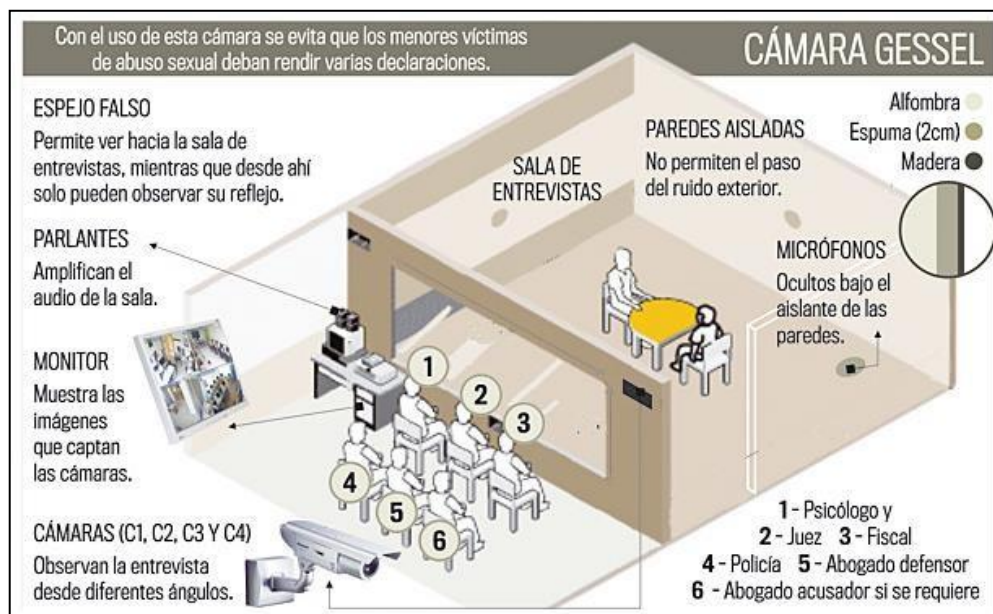 Con el uso de esta cámara se evita que los menores víctimas
de abuso sexual deban rendir varias declaraciones.
CÁMARA GESSEL
ESPEJO FALSO
Permite ver hacia la sala de
entrevistas, mientras que desde ahí
solo pueden observar su reflejo.
PARLANTES
Amplifican el
audio de la sala.
MONITOR
Muestra las
imágenes
que captan
las cámaras.
CÁMARAS (C1, C2, C3 Y C4)
Observan la entrevista
desde diferentes ángulos.
SALA DE
ENTREVISTAS
PAREDES AISLADAS
No permiten el paso
del ruido exterior.
Alfombra
Espuma (2cm)
Madera
MICRÓFONOS
Ocultos bajo el
aislante de las
paredes.
1
2
3
4
5
6
1 - Psicólogo y
2 - Juez 3 - Fiscal
4 - Policía 5 - Abogado defensor
6 - Abogado acusador si se requiere